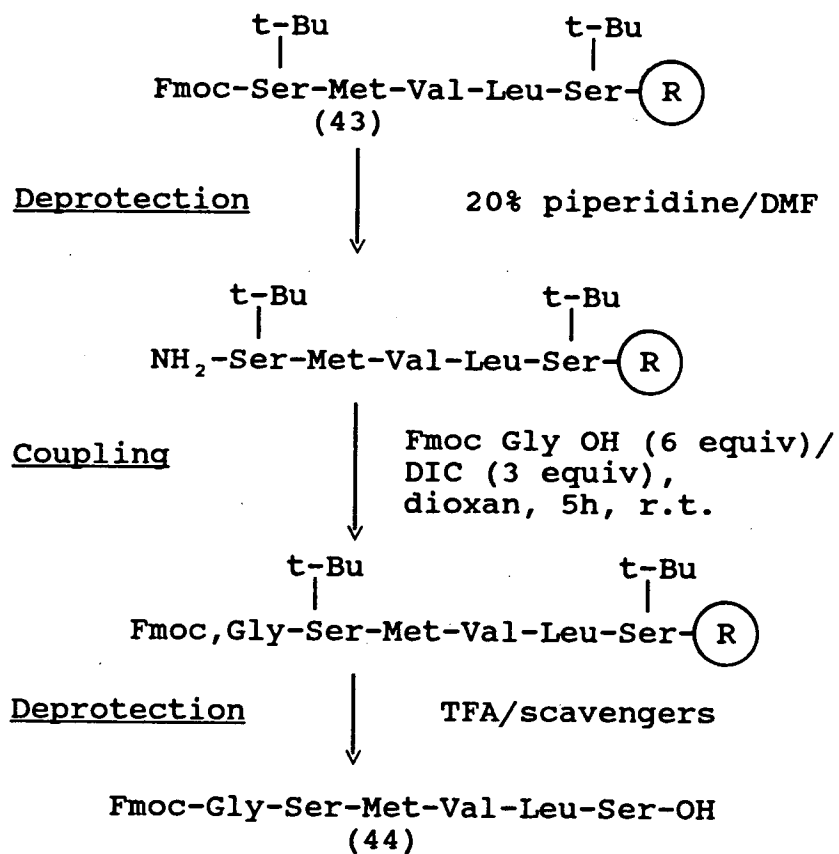 t-Bu t-Bu
Fmoc-Ser-Met-Val-Leu-Ser-R
(43)
Deprotection 20% piperidine/DMF
t-Bu t-Bu
NH₂-Ser-Met-Val-Leu-Ser-R
Coupling Fmoc Gly OH (6 equiv)/
DIC (3 equiv),
dioxan, 5h, r.t.
t-Bu t-Bu
Fmoc,Gly-Ser-Met-Val-Leu-Ser-R
Deprotection TFA/scavengers
Fmoc-Gly-Ser-Met-Val-Leu-Ser-OH
(44)